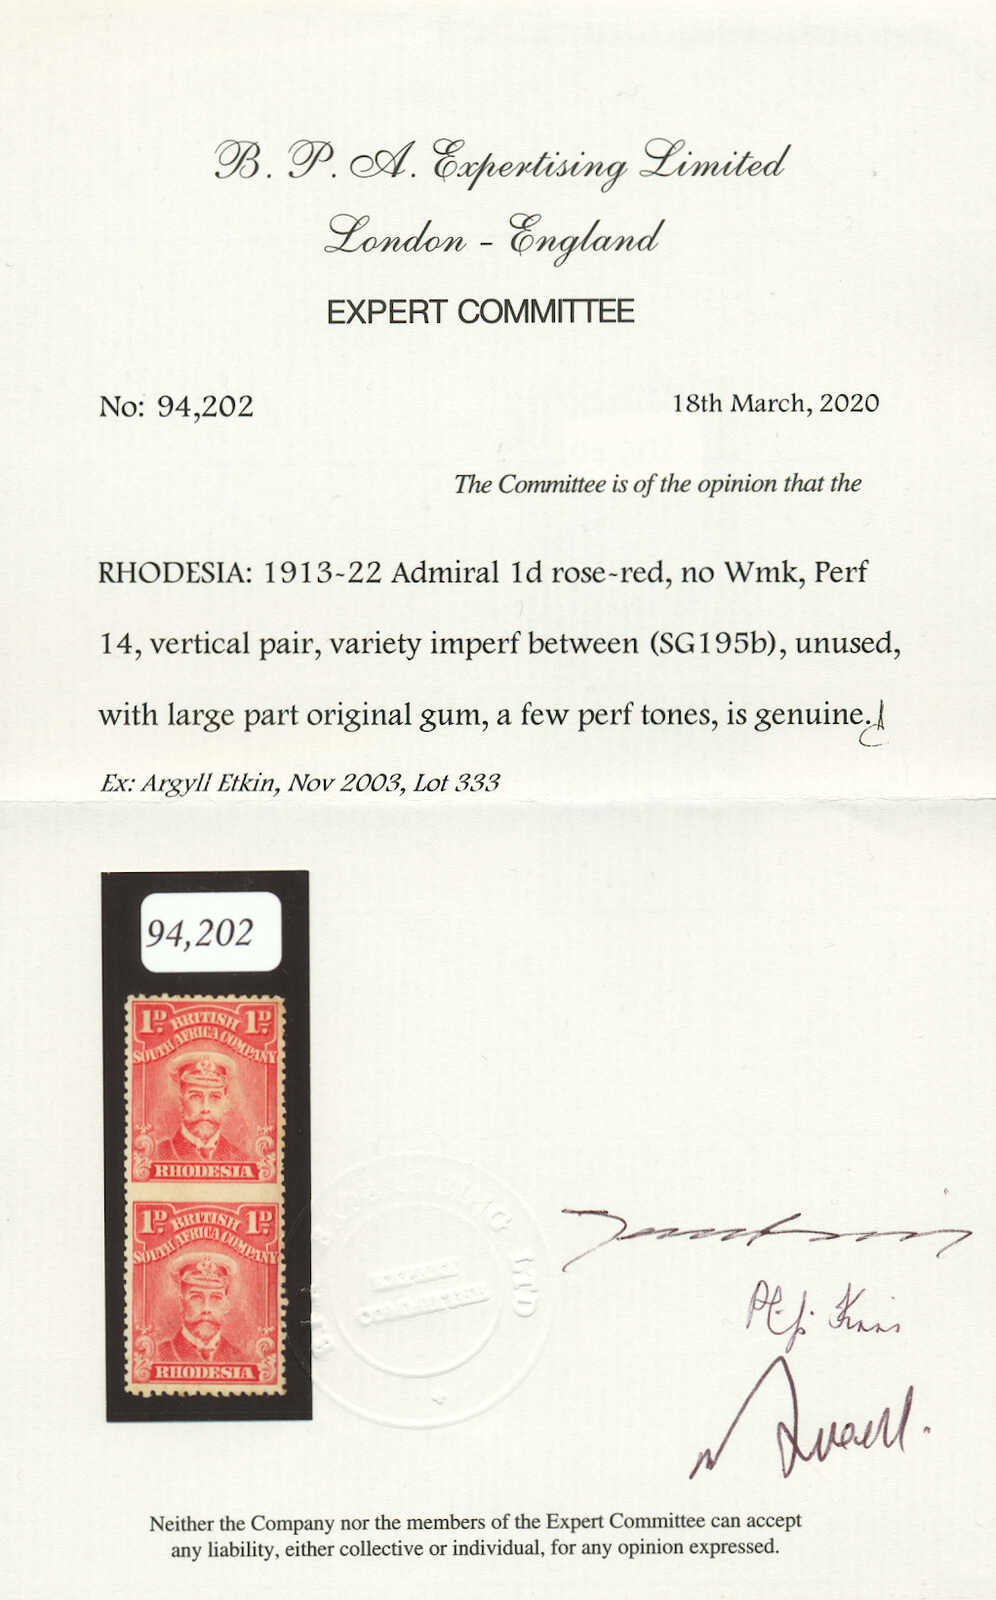 B. P. A. Expertising Limited
London - England
EXPERT COMMITTEE
No: 94,202
18th March, 2020
The Committee is of the opinion that the
RHODESIA: 1913-22 Admiral 1d rose-red, no Wmk, Perf
14, vertical pair, variety imperf between (SG195b), unused,
with large part original gum, a few perf tones, is genuine.
Ex: Argyll Etkin, Nov 2003, Lot 333
94,202
1D. BRITISH 1D.
SOUTH AFRICA COMPANY
RHODESIA
1D. BRITISH 1D.
SOUTH AFRICA COMPANY
RHODESIA
EXPERT
COMMITTEE
LTD
Neither the Company nor the members of the Expert Committee can accept
any liability, either collective or individual, for any opinion expressed.